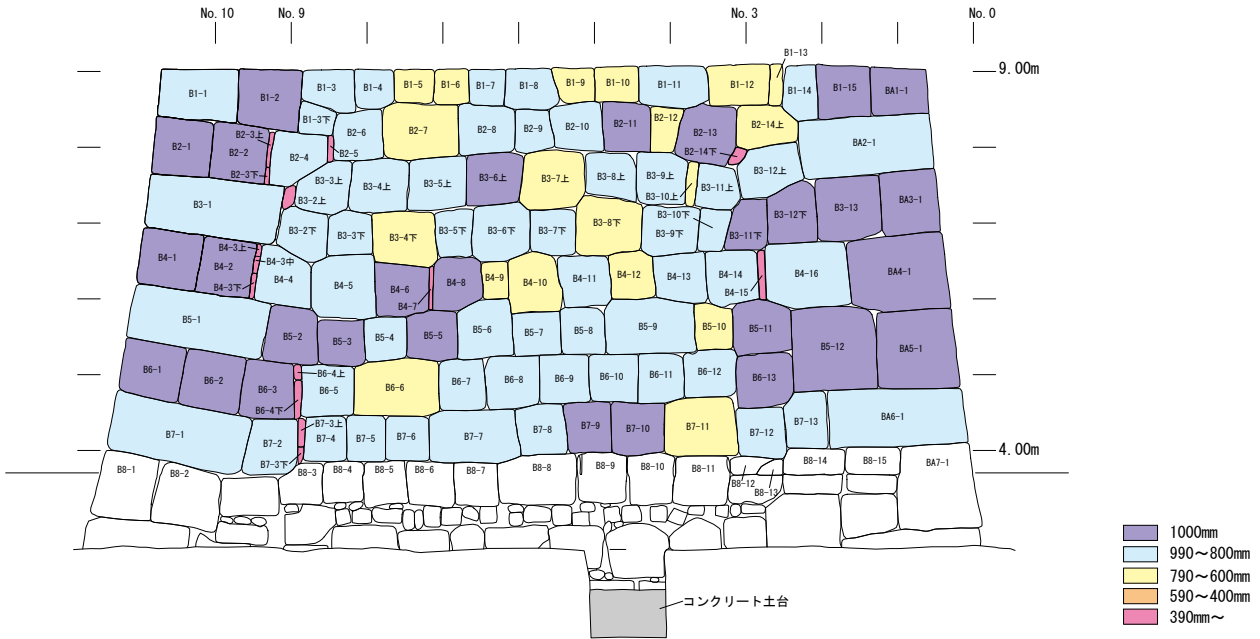 No. 10 No. 9 No. 3 No. 0
B1-13
9.00m
B1-1 B1-2 B1-3 B1-4 B1-5 B1-6 B1-7 B1-8 B1-9 B1-10 B1-11 B1-12 B1-14 B1-15 BA1-1
B1-3下
B2-1 B2-2 B2-3上 B2-3下 B2-4 B2-5 B2-6 B2-7 B2-8 B2-9 B2-10 B2-11 B2-12 B2-13 B2-14上 B2-14下 BA2-1
B3-1 B3-2上 B3-3上 B3-4上 B3-5上 B3-6上 B3-7上 B3-8上 B3-9上 B3-10上 B3-11上 B3-12上 B3-13 BA3-1
B3-2下 B3-3下 B3-4下 B3-5下 B3-6下 B3-7下 B3-8下 B3-9下 B3-10下 B3-11下 B3-12下
B4-1 B4-2 B4-3上 B4-3中 B4-3下 B4-4 B4-5 B4-6 B4-7 B4-8 B4-9 B4-10 B4-11 B4-12 B4-13 B4-14 B4-15 B4-16 BA4-1
B5-1 B5-2 B5-3 B5-4 B5-5 B5-6 B5-7 B5-8 B5-9 B5-10 B5-11 B5-12 BA5-1
B6-1 B6-2 B6-3 B6-4上 B6-4下 B6-5 B6-6 B6-7 B6-8 B6-9 B6-10 B6-11 B6-12 B6-13 BA6-1
B7-1 B7-2 B7-3上 B7-3下 B7-4 B7-5 B7-6 B7-7 B7-8 B7-9 B7-10 B7-11 B7-12 B7-13
4.00m
B8-1 B8-2 B8-3 B8-4 B8-5 B8-6 B8-7 B8-8 B8-9 B8-10 B8-11 B8-12 B8-13 B8-14 B8-15 BA7-1
コンクリート土台
1000mm
990～800mm
790～600mm
590～400mm
390mm～